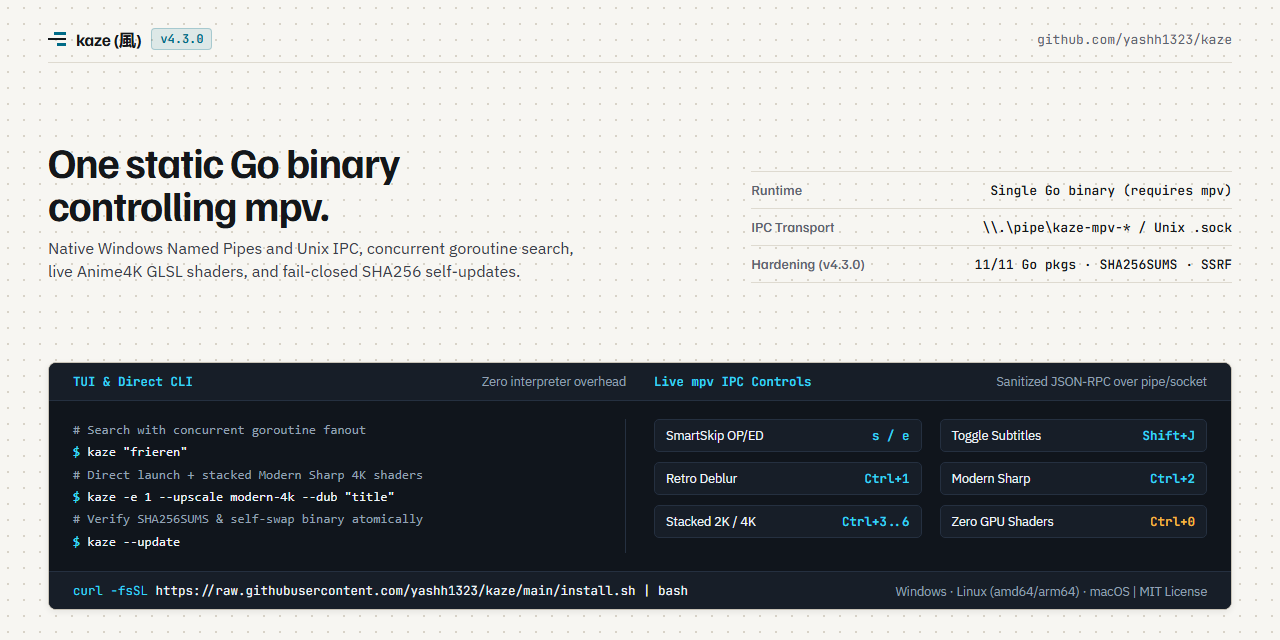 kaze (風) v4.3.0
github.com/yashh1323/kaze
One static Go binary
controlling mpv.
Native Windows Named Pipes and Unix IPC, concurrent goroutine search,
live Anime4K GLSL shaders, and fail-closed SHA256 self-updates.
Runtime Single Go binary (requires mpv)
IPC Transport \\.\pipe\kaze-mpv-* / Unix .sock
Hardening (v4.3.0) 11/11 Go pkgs · SHA256SUMS · SSRF
TUI & Direct CLI Zero interpreter overhead
# Search with concurrent goroutine fanout
$ kaze "frieren"
# Direct launch + stacked Modern Sharp 4K shaders
$ kaze -e 1 --upscale modern-4k --dub "title"
# Verify SHA256SUMS & self-swap binary atomically
$ kaze --update
Live mpv IPC Controls Sanitized JSON-RPC over pipe/socket
SmartSkip OP/ED s / e
Toggle Subtitles Shift+J
Retro Deblur Ctrl+1
Modern Sharp Ctrl+2
Stacked 2K / 4K Ctrl+3..6
Zero GPU Shaders Ctrl+0
curl -fsSL https://raw.githubusercontent.com/yashh1323/kaze/main/install.sh | bash
Windows · Linux (amd64/arm64) · macOS | MIT License